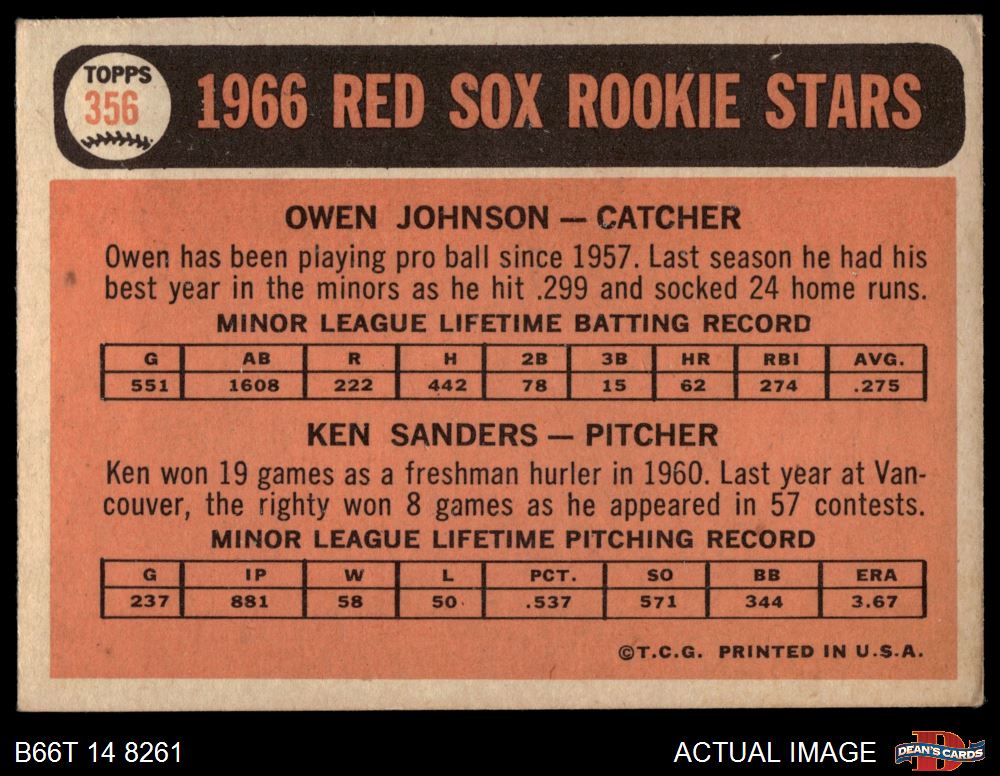 TOPPS
356
1966 RED SOX ROOKIE STARS
OWEN JOHNSON — CATCHER
Owen has been playing pro ball since 1957. Last season he had his
best year in the minors as he hit .299 and socked 24 home runs.
MINOR LEAGUE LIFETIME BATTING RECORD
G AB R H 2B 3B HR RBI AVG.
551 1608 222 442 78 15 62 274 .275
KEN SANDERS — PITCHER
Ken won 19 games as a freshman hurler in 1960. Last year at Van-
couver, the righty won 8 games as he appeared in 57 contests.
MINOR LEAGUE LIFETIME PITCHING RECORD
G IP W L PCT. SO BB ERA
237 881 58 50 .537 571 344 3.67
©T.C.G. PRINTED IN U.S.A.
B66T 14 8261
ACTUAL IMAGE
D
DEAN'S CARDS